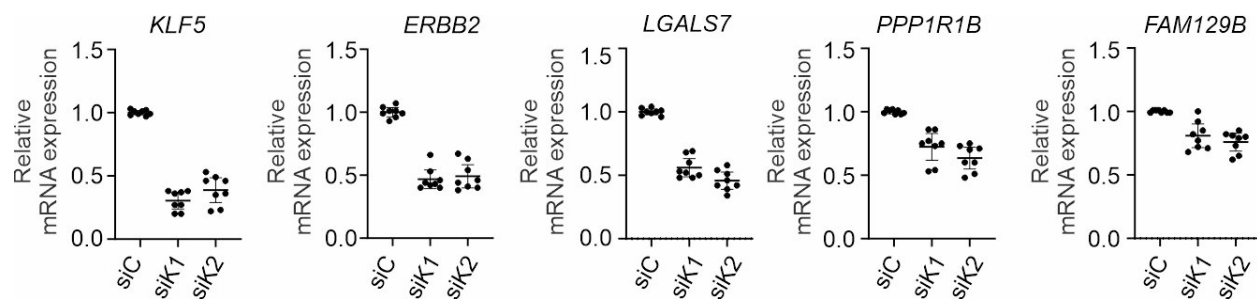 KLF5
Relative
mRNA expression
1.5
1.0
0.5
0.0
siC
siK1
siK2
ERBB2
Relative
mRNA expression
1.5
1.0
0.5
0.0
siC
siK1
siK2
LGALS7
Relative
mRNA expression
1.5
1.0
0.5
0.0
siC
siK1
siK2
PPP1R1B
Relative
mRNA expression
1.5
1.0
0.5
0.0
siC
siK1
siK2
FAM129B
Relative
mRNA expression
1.5
1.0
0.5
0.0
siC
siK1
siK2